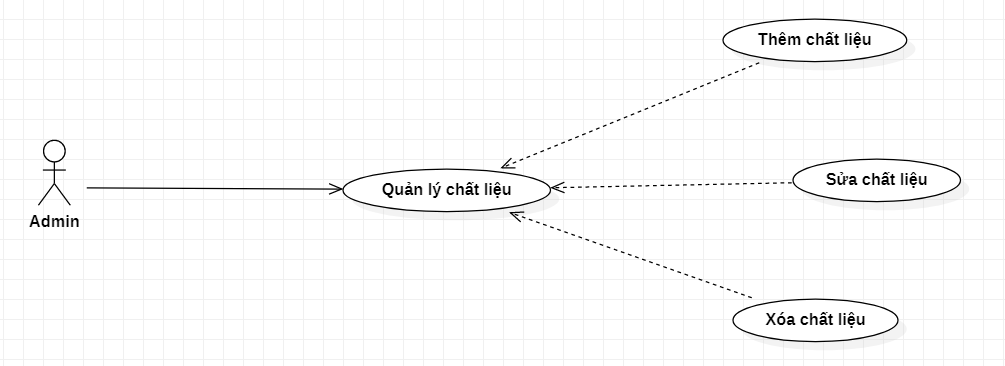 Thêm chất liệu
Quản lý chất liệu
Sửa chất liệu
Admin
Xóa chất liệu